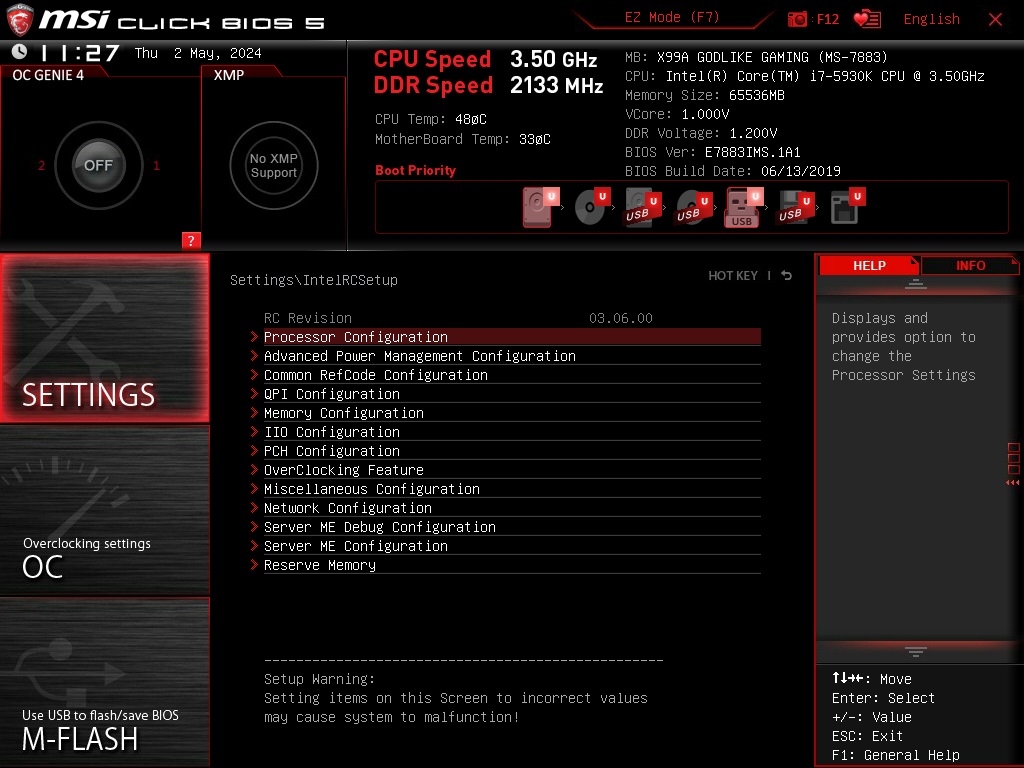 msi CLICK BIOS 5
EZ Mode (F7)
: F12
English
11:27 Thu 2 May, 2024
OC GENIE 4
XMP
2
OFF
1
No XMP
Support
?
CPU Speed 3.50 GHz
DDR Speed 2133 MHz
CPU Temp: 48øC
MotherBoard Temp: 33øC
MB: X99A GODLIKE GAMING (MS-7883)
CPU: Intel(R) Core(TM) i7-5930K CPU @ 3.50GHz
Memory Size: 65536MB
VCore: 1.000V
DDR Voltage: 1.200V
BIOS Ver: E7883IMS.1A1
BIOS Build Date: 06/13/2019
Boot Priority
U U U U U U U
USB USB USB USB
SETTINGS
Overclocking settings
OC
Use USB to flash/save BIOS
M-FLASH
Settings\IntelRCSetup
HOT KEY |
RC Revision 03.06.00
> Processor Configuration
> Advanced Power Management Configuration
> Common RefCode Configuration
> QPI Configuration
> Memory Configuration
> IIO Configuration
> PCH Configuration
> OverClocking Feature
> Miscellaneous Configuration
> Network Configuration
> Server ME Debug Configuration
> Server ME Configuration
> Reserve Memory
--------------------------------------------------
Setup Warning:
Setting items on this Screen to incorrect values
may cause system to malfunction!
HELP
INFO
Displays and
provides option to
change the
Processor Settings
↑↓→←: Move
Enter: Select
+/-: Value
ESC: Exit
F1: General Help